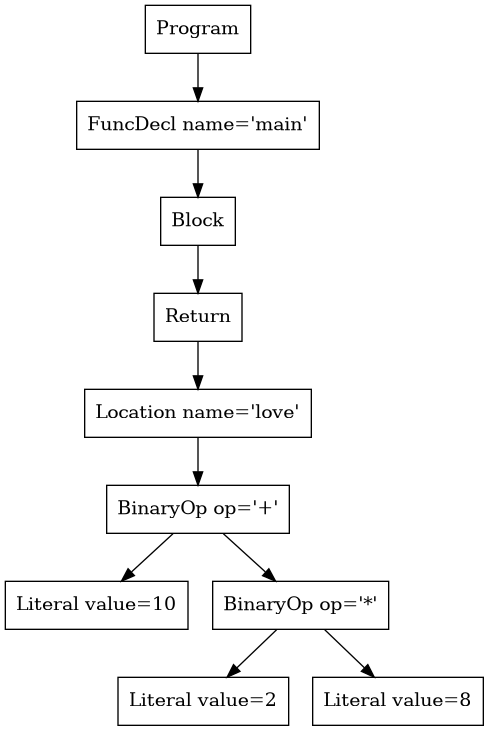 Program
FuncDecl name='main'
Block
Return
Location name='love'
BinaryOp op='+'
Literal value=10
BinaryOp op='*'
Literal value=2
Literal value=8